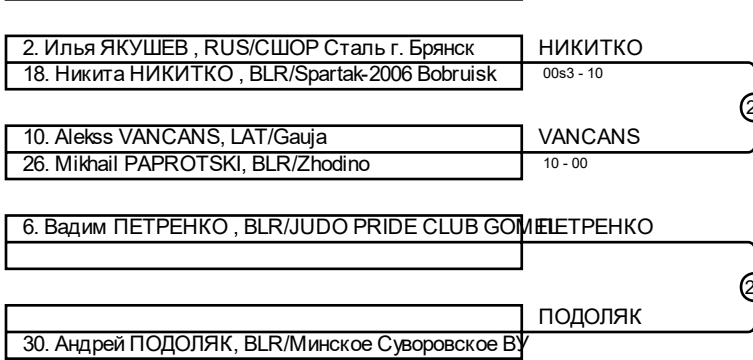 2. Илья ЯКУШЕВ , RUS/СШОР Сталь г. Брянск
НИКИТКО
18. Никита НИКИТКО , BLR/Spartak-2006 Bobruisk
00s3 - 10
2
10. Alekss VANCANS, LAT/Gauja
VANCANS
26. Mikhail PAPROTSKI, BLR/Zhodino
10 - 00
6. Вадим ПЕТРЕНКО , BLR/JUDO PRIDE CLUB GOMEL
ПЕТРЕНКО
2
ПОДОЛЯК
30. Андрей ПОДОЛЯК, BLR/Минское Суворовское ВУ